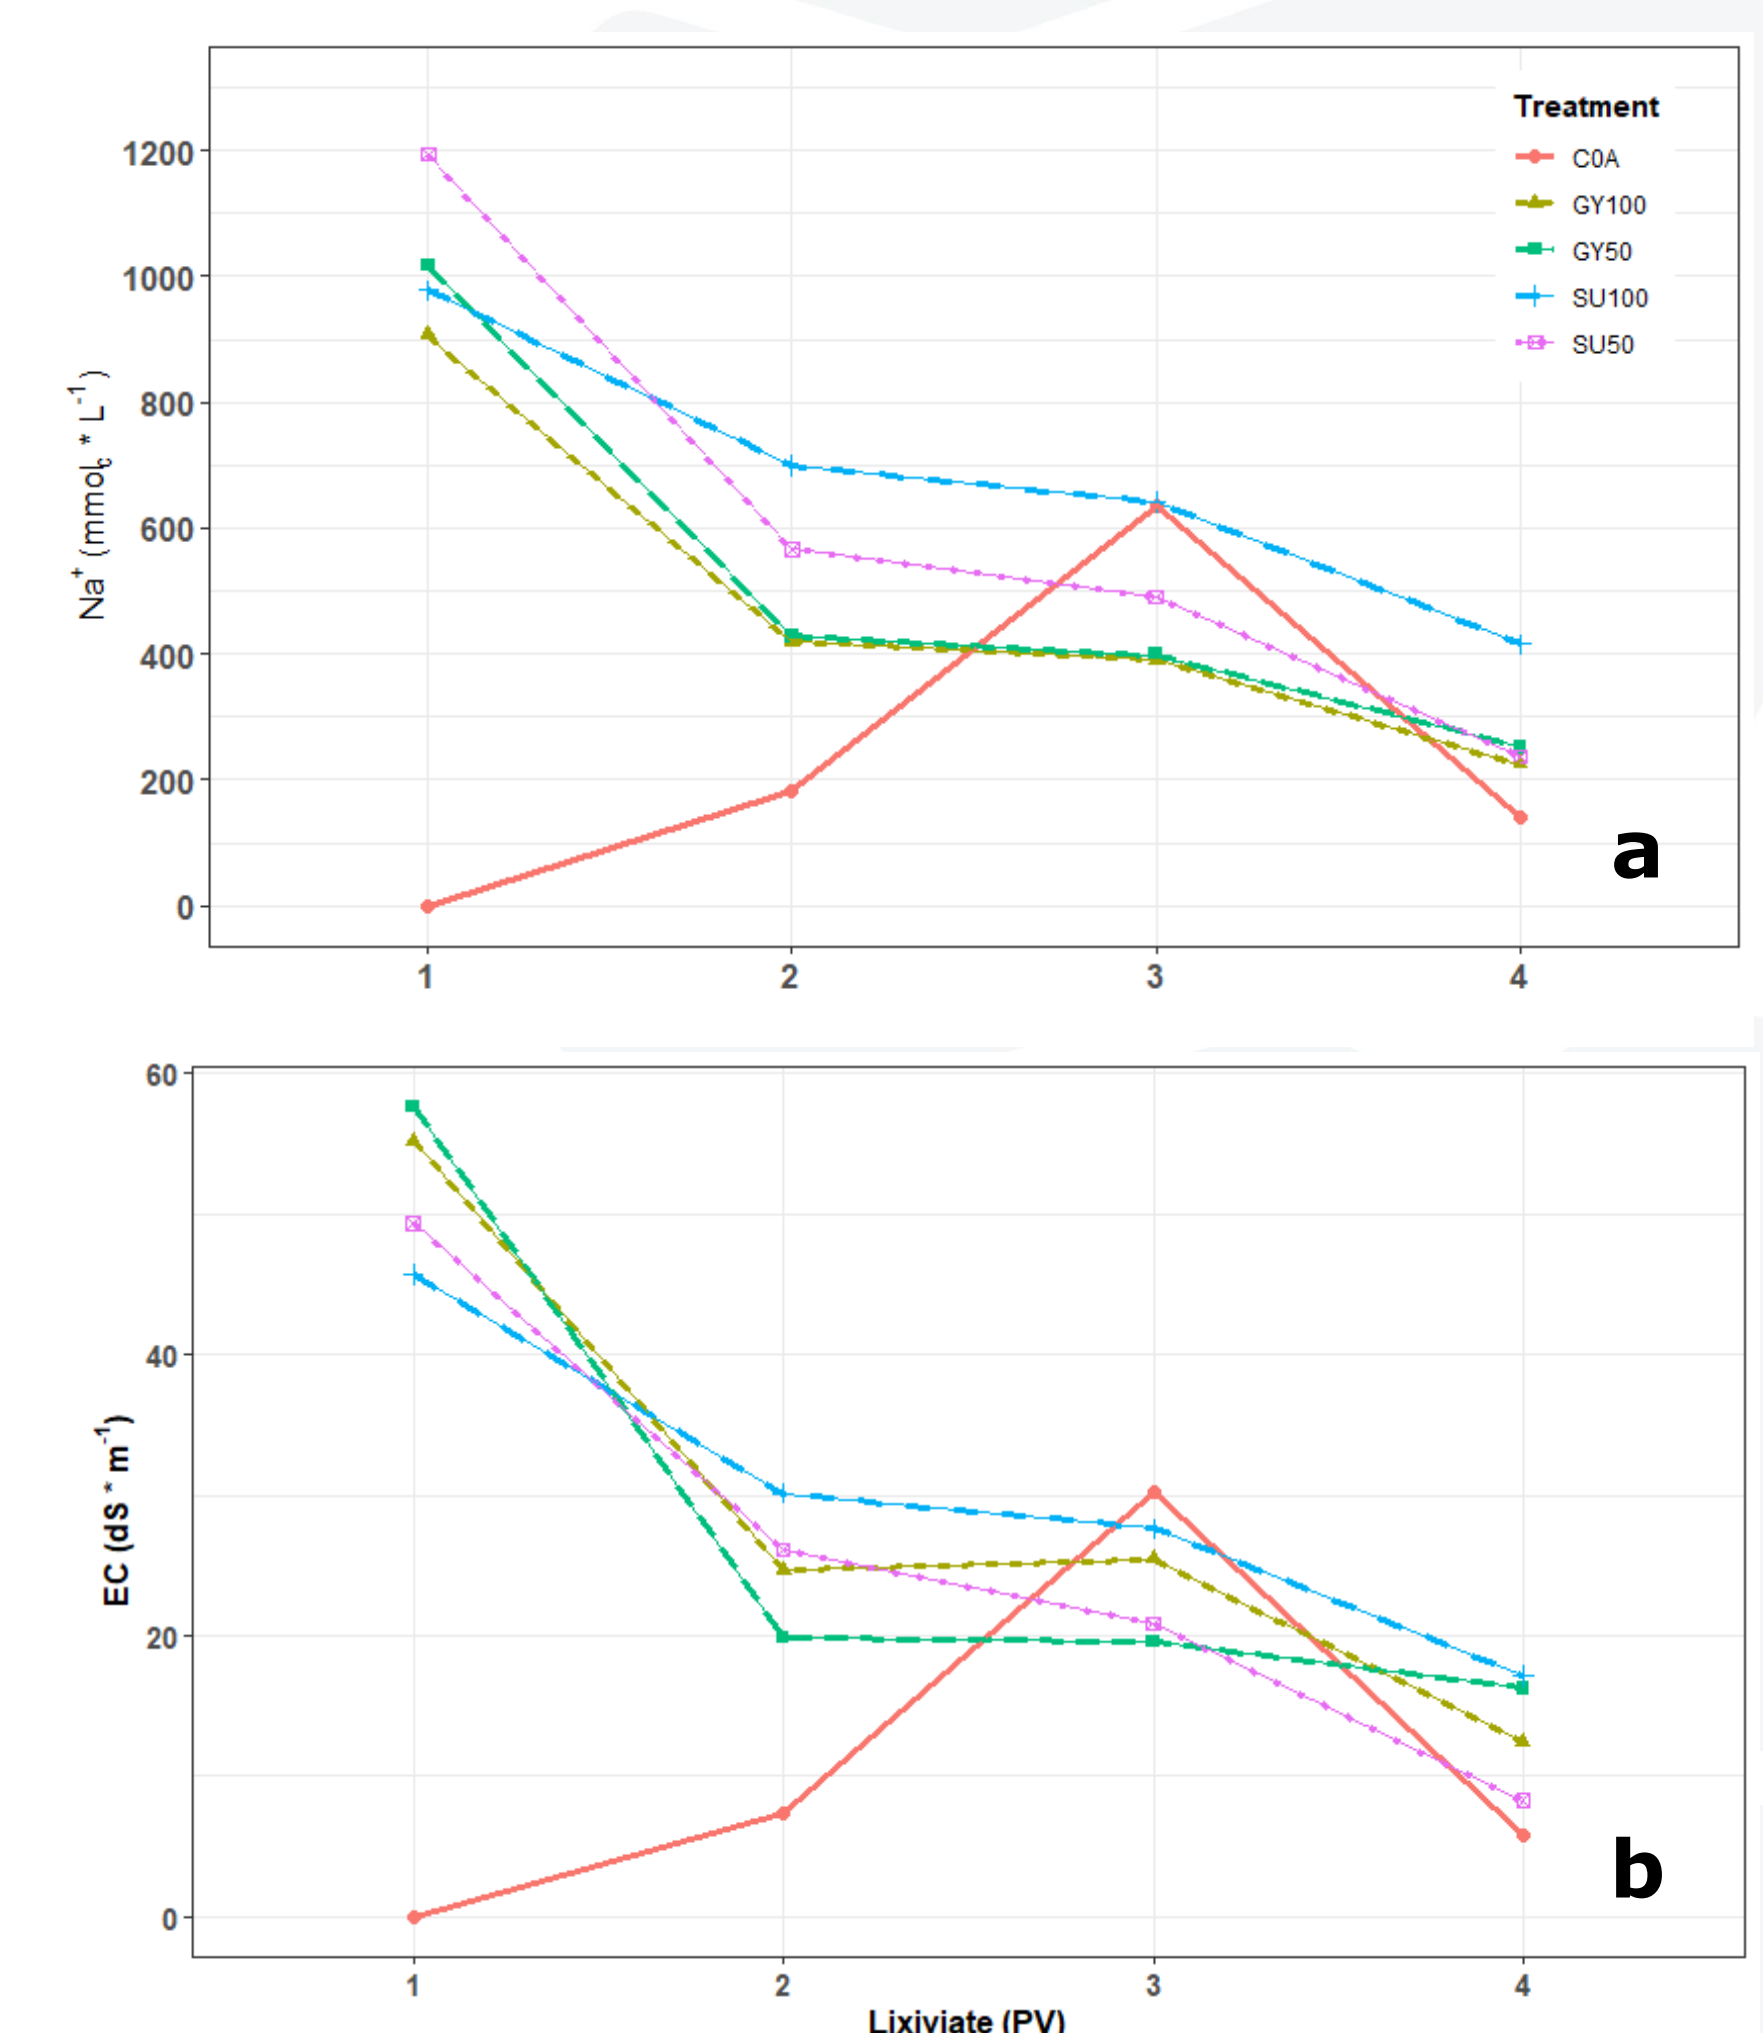 Treatment
C0A
GY100
GY50
SU100
SU50
1200
1000
800
600
400
200
0
Na⁺ (mmol꜀ * L⁻¹)
1 2 3 4
a
60
40
20
0
EC (dS * m⁻¹)
b
1 2 3 4
Lixiviate (PV)